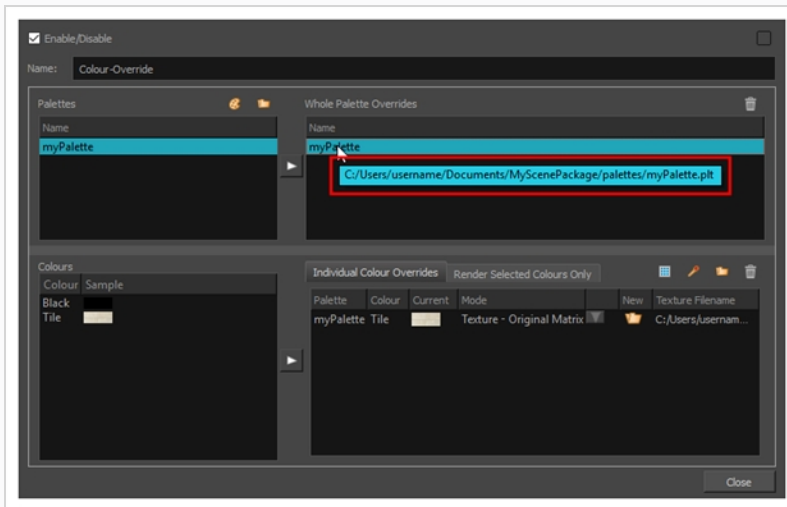 Enable/Disable
Name: Colour-Override
Palettes
Whole Palette Overrides
Name
Name
myPalette
myPalette
C:/Users/username/Documents/MyScenePackage/palettes/myPalette.plt
Colours
Individual Colour Overrides Render Selected Colours Only
Colour Sample
Palette Colour Current Mode New Texture Filename
Black
Tile
myPalette Tile Texture - Original Matrix C:/Users/usernam...
Close